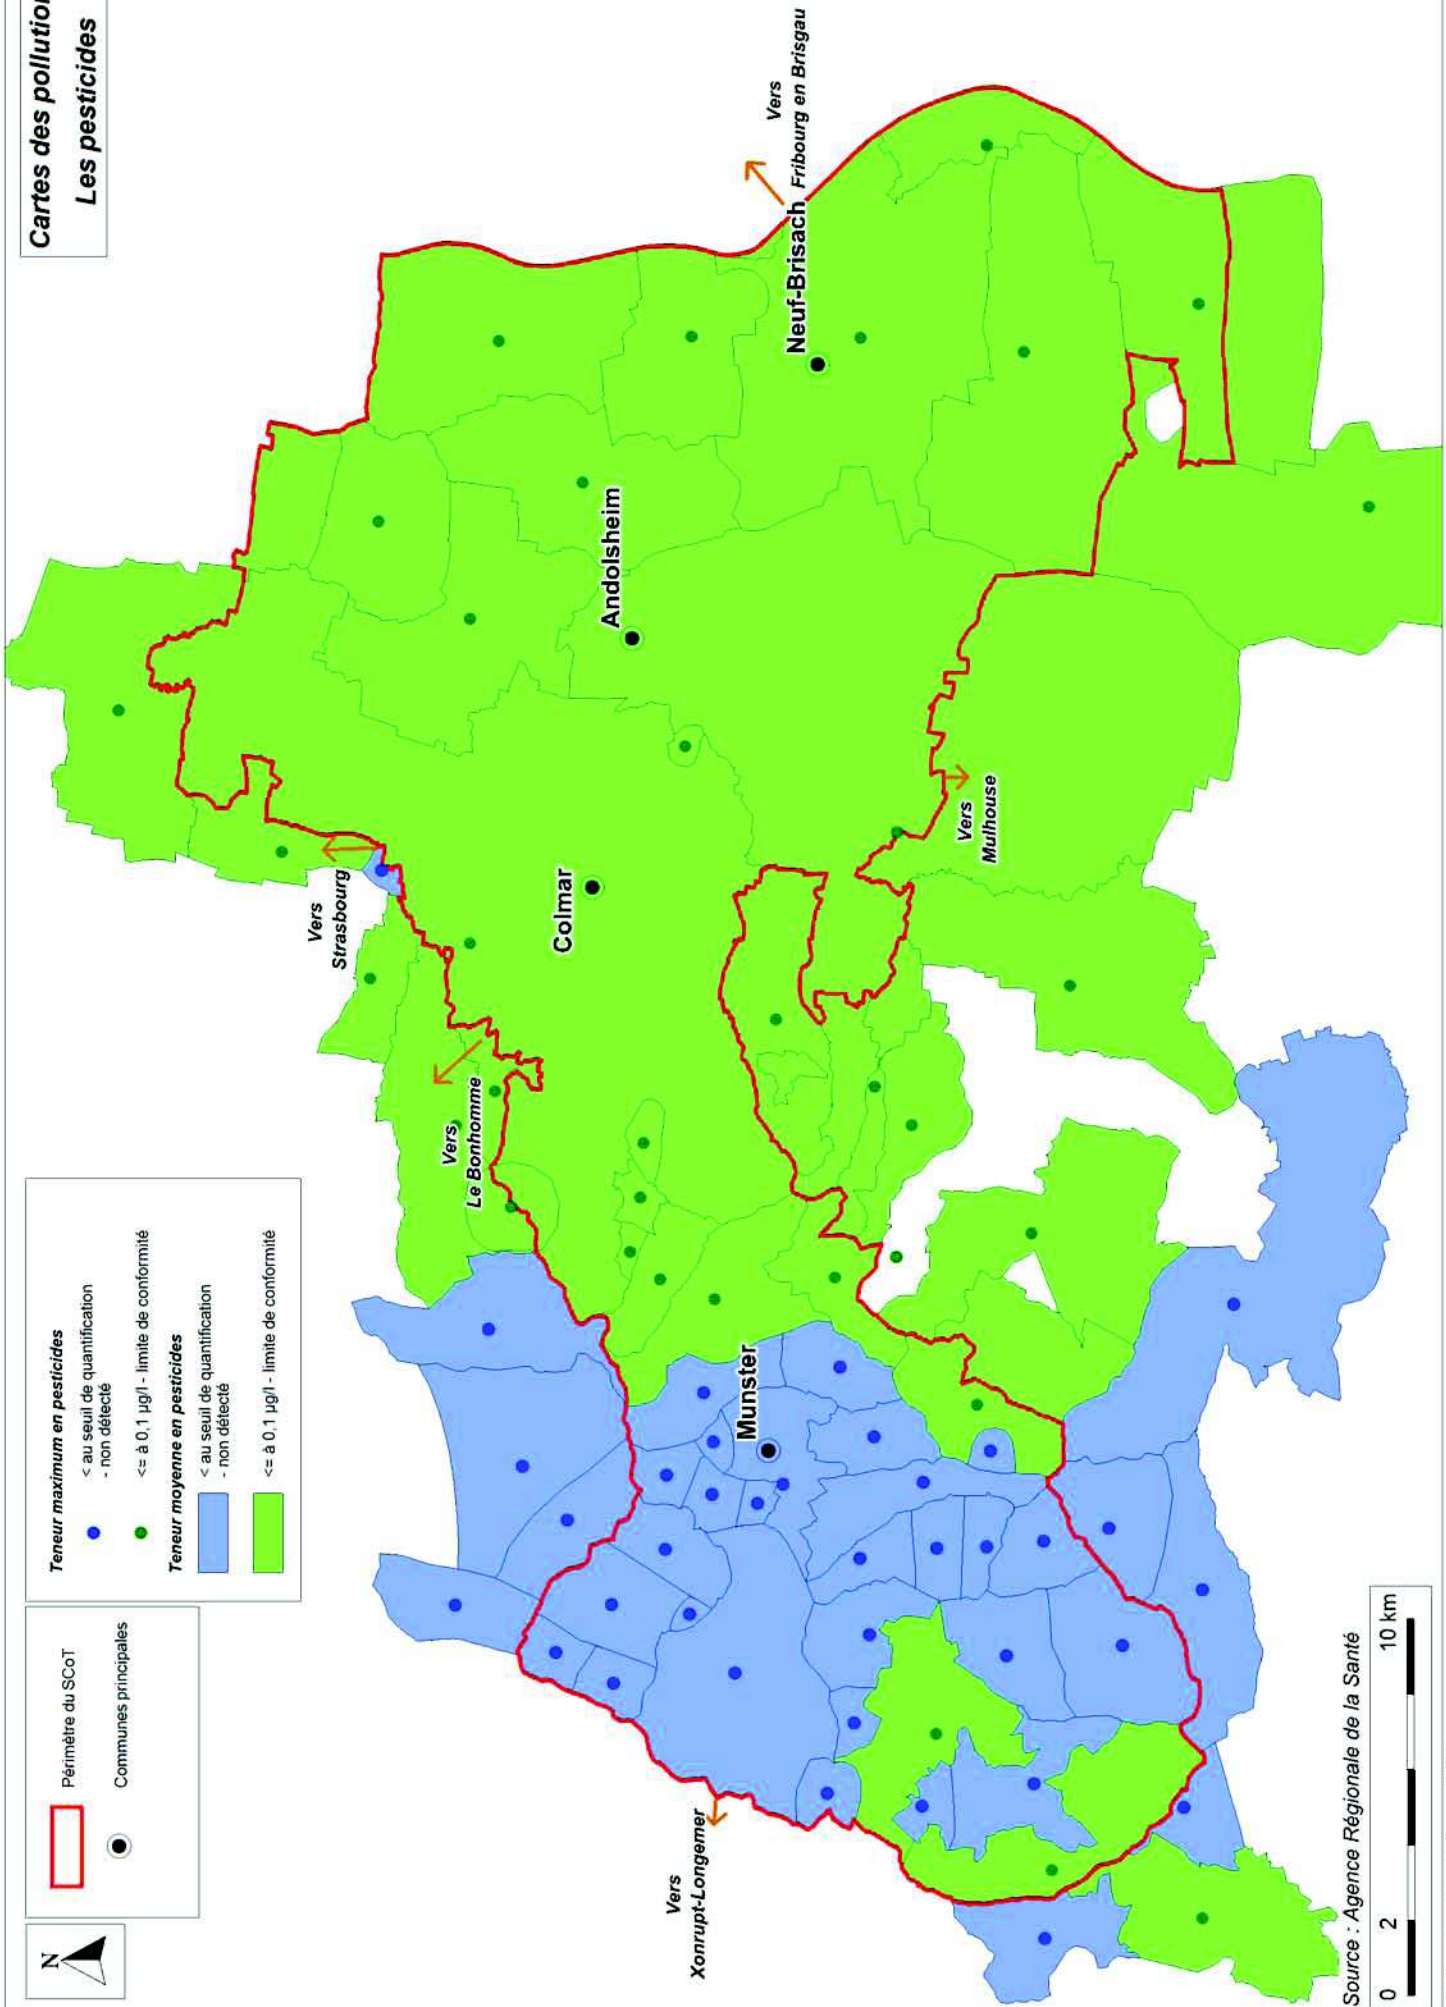 Cartes des pollution
Les pesticides
N
Périmètre du SCoT
Communes principales
Teneur maximum en pesticides
< au seuil de quantification
- non détecté
<= à 0,1 µg/l - limite de conformité
Teneur moyenne en pesticides
< au seuil de quantification
- non détecté
<= à 0,1 µg/l - limite de conformité
Vers
Strasbourg
Vers
Le Bonhomme
Colmar
Andolsheim
Neuf-Brisach
Vers
Fribourg en Brisgau
Munster
Vers
Xonrupt-Longemer
Vers
Mulhouse
Source : Agence Régionale de la Santé
0 2 10 km